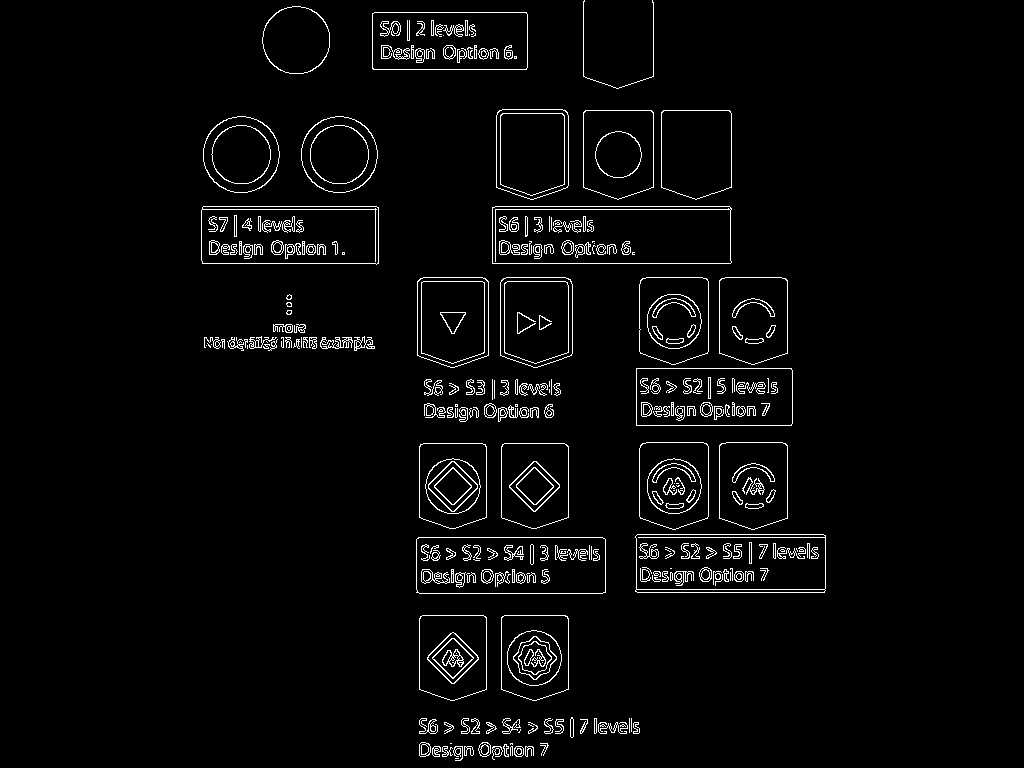 S0 | 2 levels
Design Option 6.
S7 | 4 levels
Design Option 1.
S6 | 3 levels
Design Option 6.
more
Not detailed in this example.
S6 > S3 | 3 levels
Design Option 6
S6 > S2 | 5 levels
Design Option 7
S6 > S2 > S4 | 3 levels
Design Option 5
S6 > S2 > S5 | 7 levels
Design Option 7
S6 > S2 > S4 > S5 | 7 levels
Design Option 7